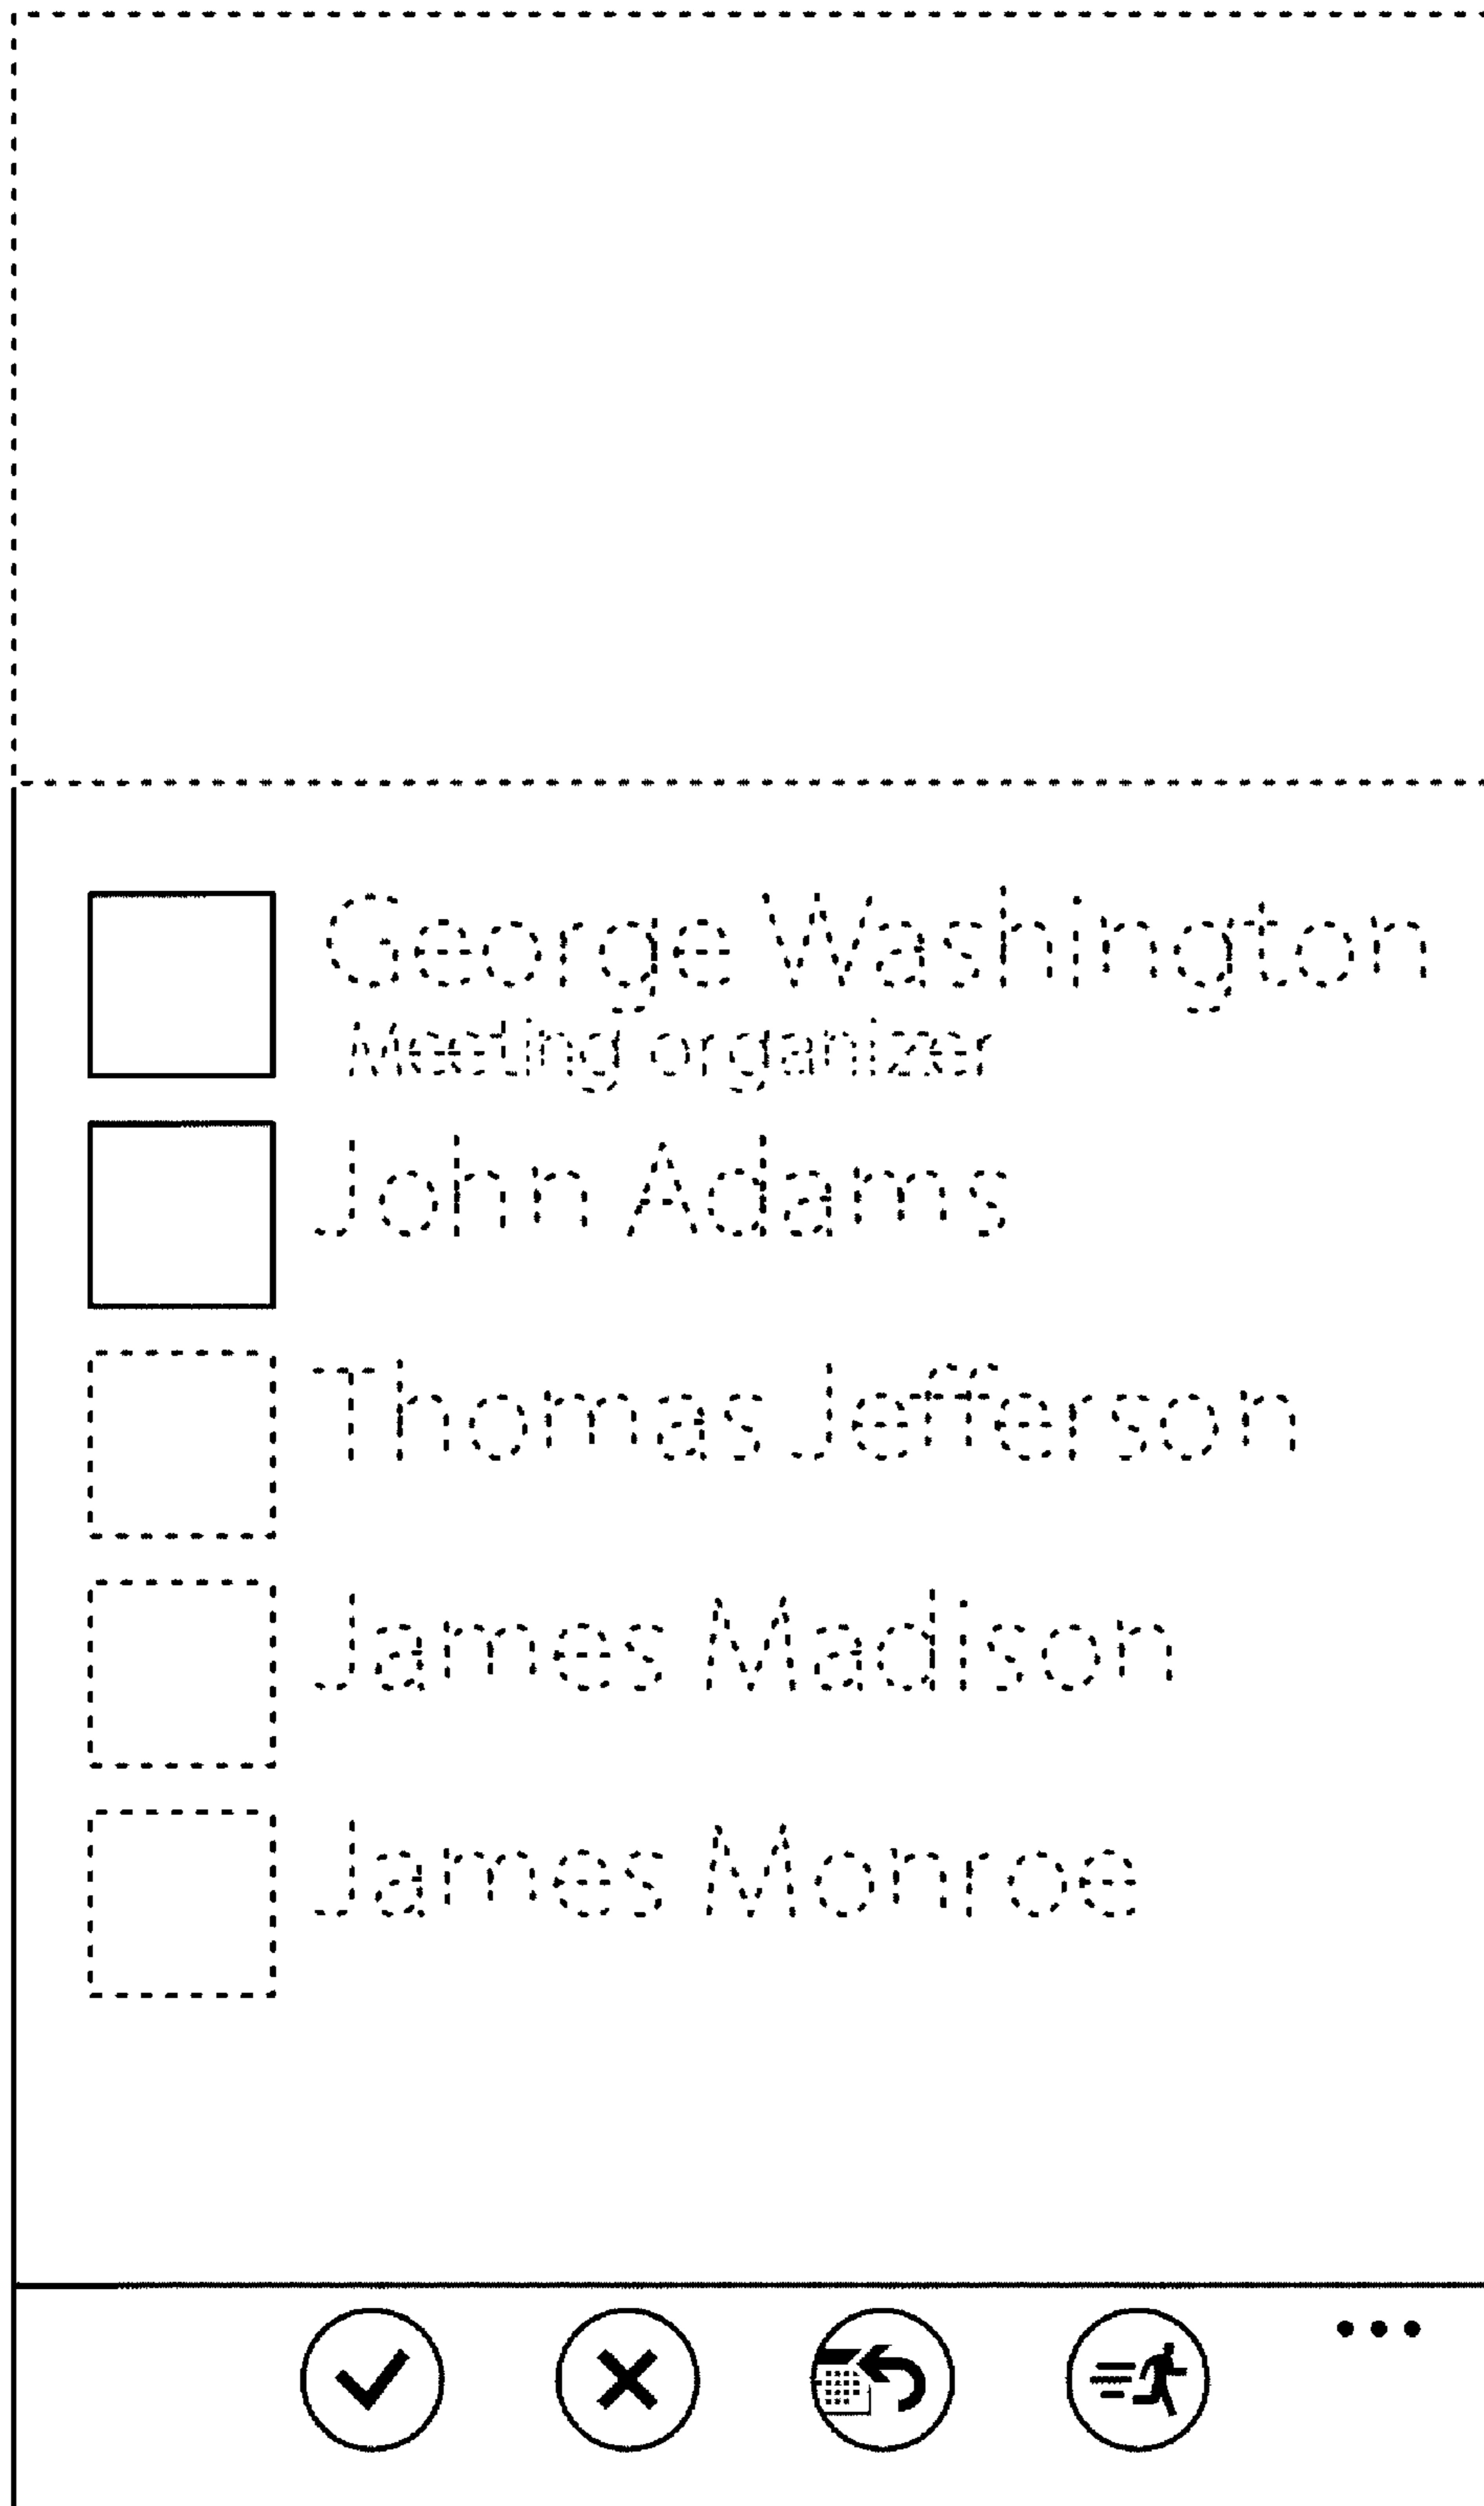 George Washington
Meeting organizer
John Adams
Thomas Jefferson
James Madison
James Monroe